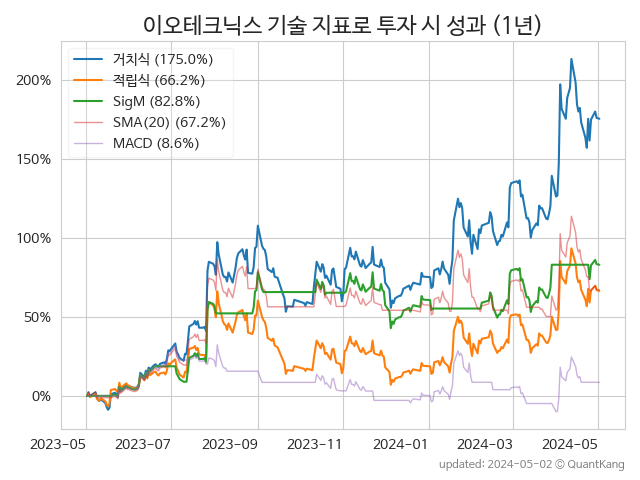 이오테크닉스 기술 지표로 투자 시 성과 (1년)
거치식 (175.0%)
적립식 (66.2%)
SigM (82.8%)
SMA(20) (67.2%)
MACD (8.6%)
200%
150%
100%
50%
0%
2023-05 2023-07 2023-09 2023-11 2024-01 2024-03 2024-05
updated: 2024-05-02 © QuantKang